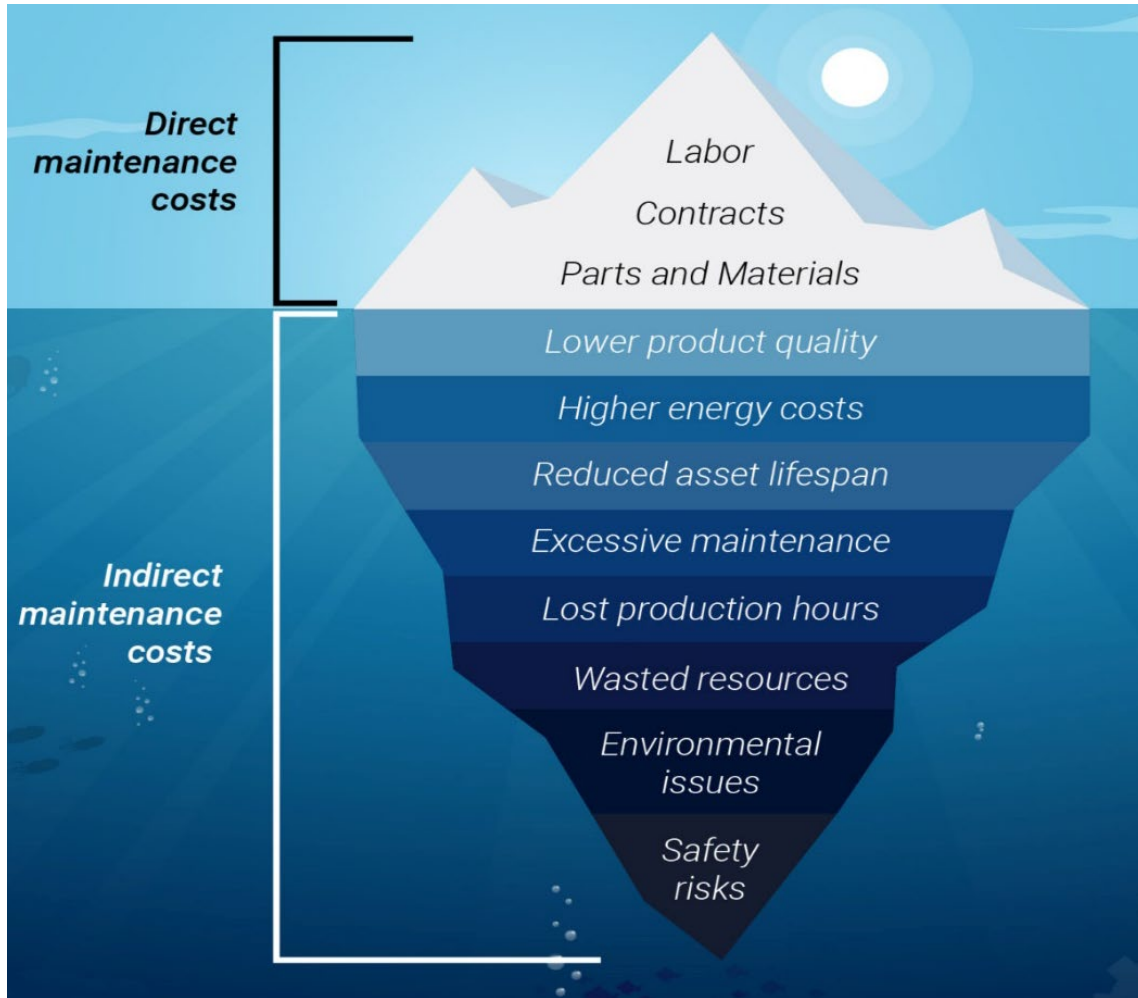 Direct
maintenance
costs
Labor
Contracts
Parts and Materials
Lower product quality
Higher energy costs
Reduced asset lifespan
Excessive maintenance
Lost production hours
Wasted resources
Environmental
issues
Safety
risks
Indirect
maintenance
costs